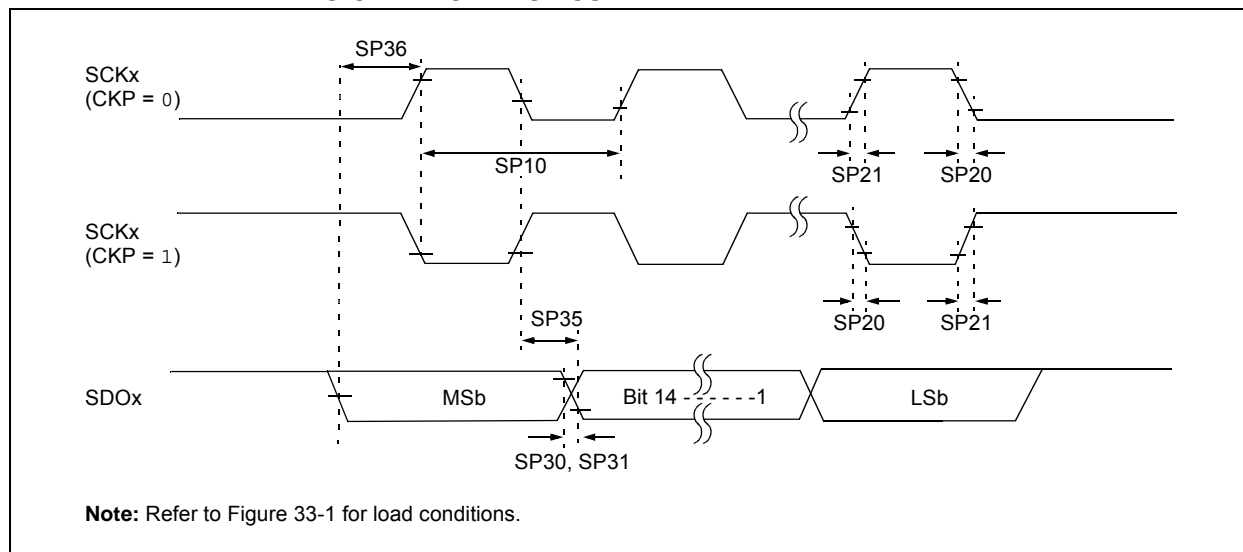 SP36
SCKx
(CKP = 0)
SP10
SP21
SP20
SCKx
(CKP = 1)
SP35
SP20
SP21
SDOx
MSb
Bit 14 - - - - - -1
LSb
SP30, SP31
Note: Refer to Figure 33-1 for load conditions.